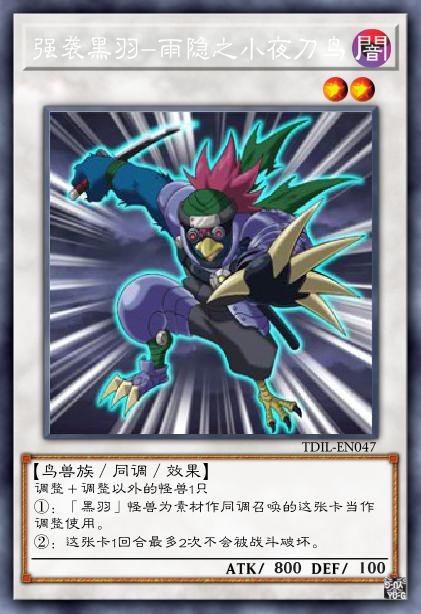 强袭黑羽-雨隐之小夜刀鸟
闇
TDIL-EN047
【鸟兽族／同调／效果】
调整＋调整以外的怪兽1只
①：「黑羽」怪兽为素材作同调召唤的这张卡当作
调整使用。
②：这张卡1回合最多2次不会被战斗破坏。
ATK/ 800 DEF/ 100